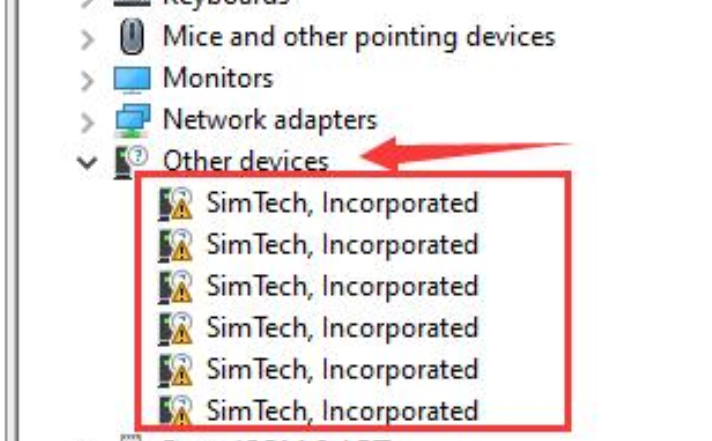 Keyboards
Mice and other pointing devices
Monitors
Network adapters
Other devices
SimTech, Incorporated
SimTech, Incorporated
SimTech, Incorporated
SimTech, Incorporated
SimTech, Incorporated
SimTech, Incorporated